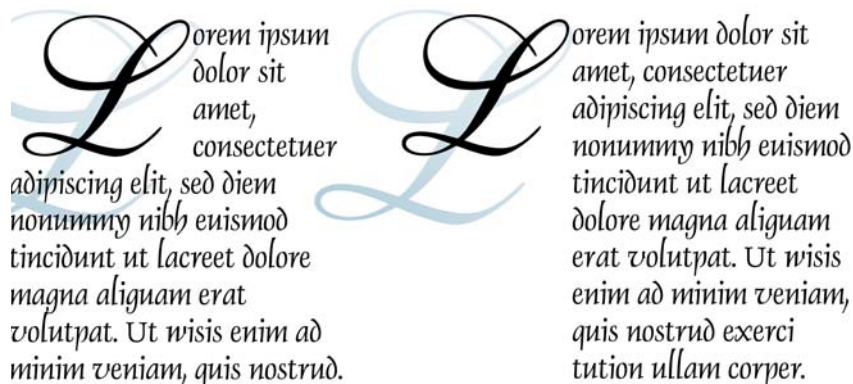 Lorem ipsum
dolor sit
amet,
consectetuer
adipiscing elit, sed diem
nonummy nibh euismod
tincidunt ut lacreet dolore
magna aliguam erat
volutpat. Ut wisis enim ad
minim veniam, quis nostrud.
Lorem ipsum dolor sit
amet, consectetuer
adipiscing elit, sed diem
nonummy nibh euismod
tincidunt ut lacreet
dolore magna aliguam
erat volutpat. Ut wisis
enim ad minim veniam,
quis nostrud exerci
tution ullam corper.